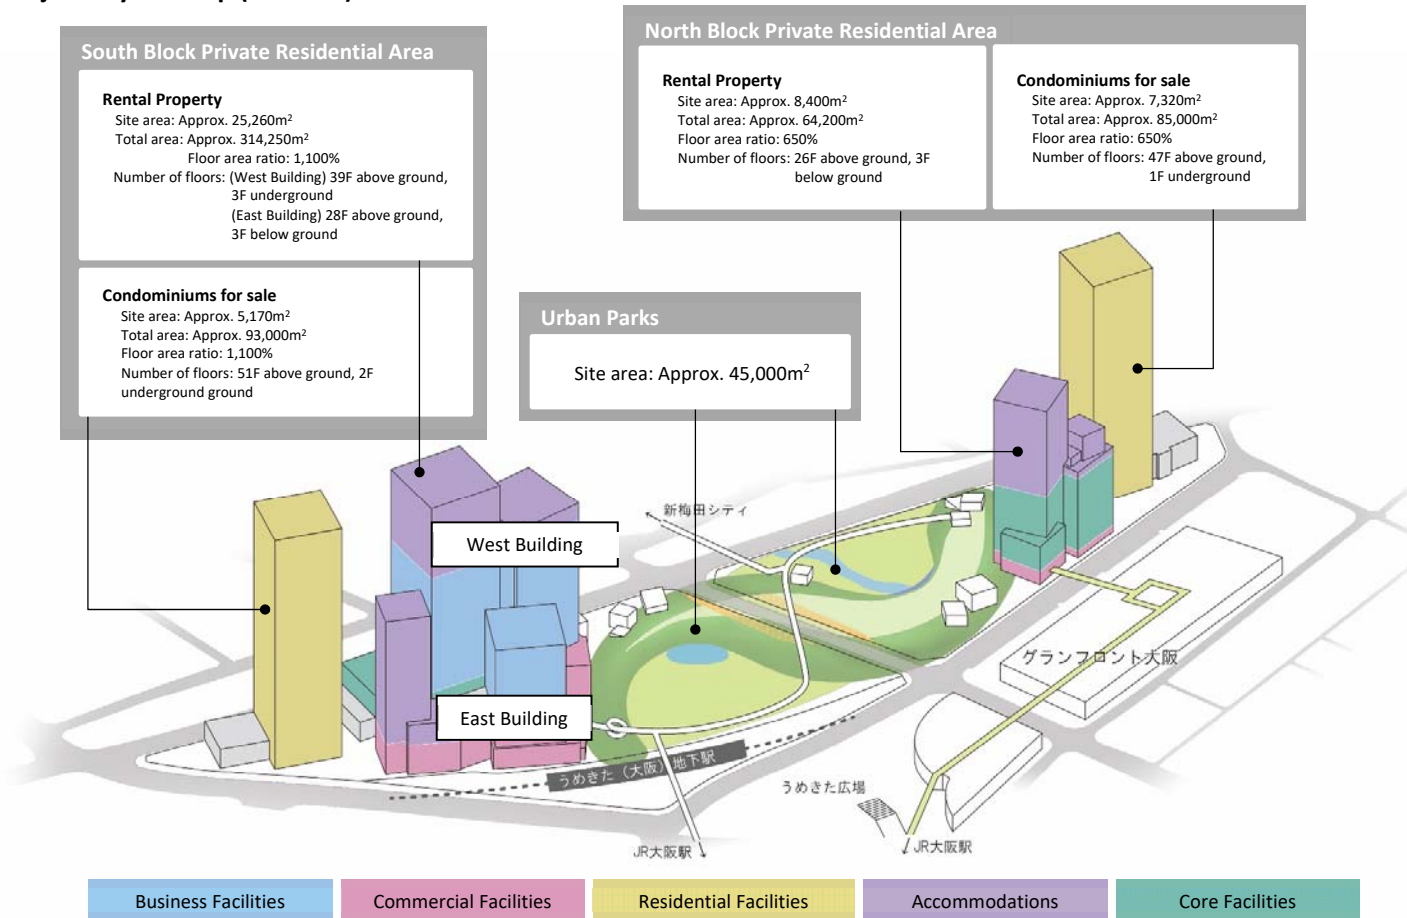 South Block Private Residential Area
Rental Property
Site area: Approx. 25,260m²
Total area: Approx. 314,250m²
Floor area ratio: 1,100%
Number of floors: (West Building) 39F above ground,
3F underground
(East Building) 28F above ground,
3F below ground
Condominiums for sale
Site area: Approx. 5,170m²
Total area: Approx. 93,000m²
Floor area ratio: 1,100%
Number of floors: 51F above ground, 2F
underground ground
North Block Private Residential Area
Rental Property
Site area: Approx. 8,400m²
Total area: Approx. 64,200m²
Floor area ratio: 650%
Number of floors: 26F above ground, 3F
below ground
Condominiums for sale
Site area: Approx. 7,320m²
Total area: Approx. 85,000m²
Floor area ratio: 650%
Number of floors: 47F above ground,
1F underground
Urban Parks
Site area: Approx. 45,000m²
新梅田シティ
West Building
East Building
グランフロント大阪
うめきた（大阪）地下駅
うめきた広場
JR大阪駅
JR大阪駅
Business Facilities
Commercial Facilities
Residential Facilities
Accommodations
Core Facilities